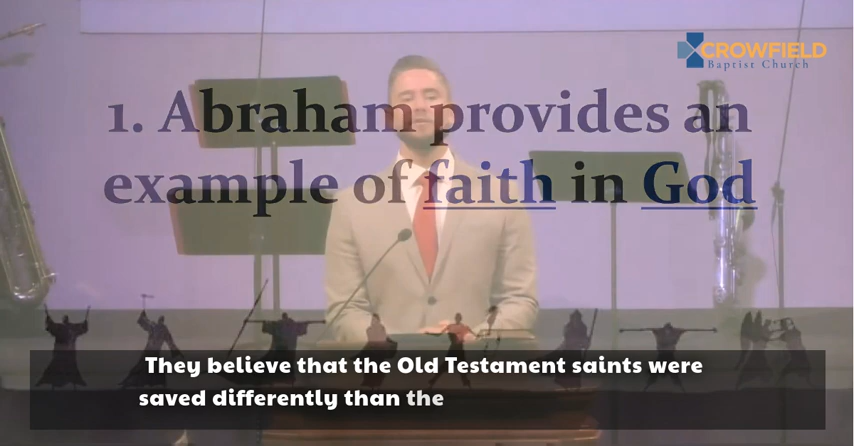 CROWFIELD
Baptist Church
1. Abraham provides an
example of faith in God
They believe that the Old Testament saints were
saved differently than the